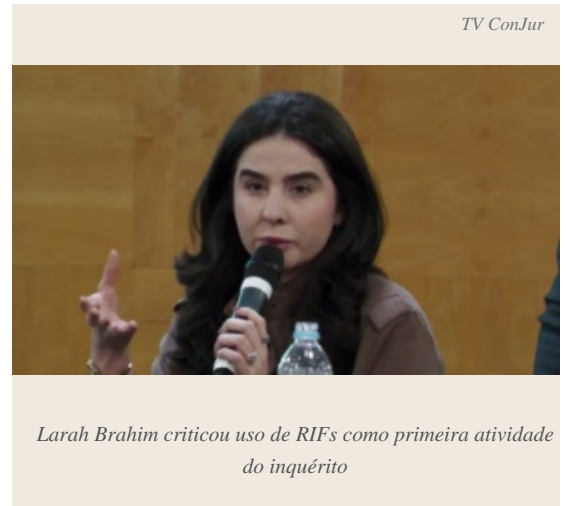 TV ConJur
Larah Brahim criticou uso de RIFs como primeira atividade
do inquérito